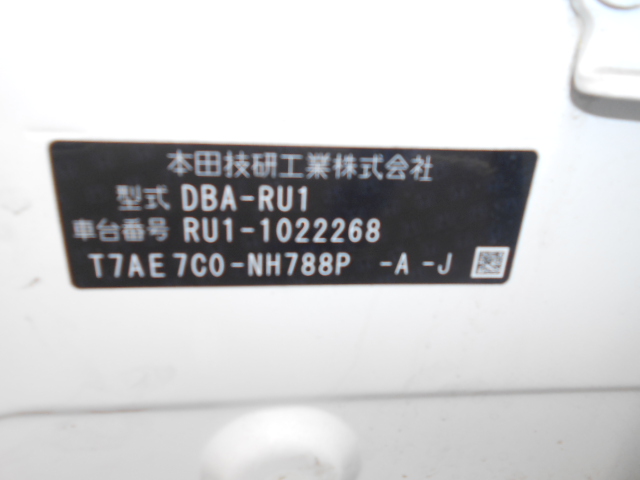 本田技研工業株式会社
型式 DBA-RU1
車台番号 RU1-1022268
T7AE7C0-NH788P -A -J